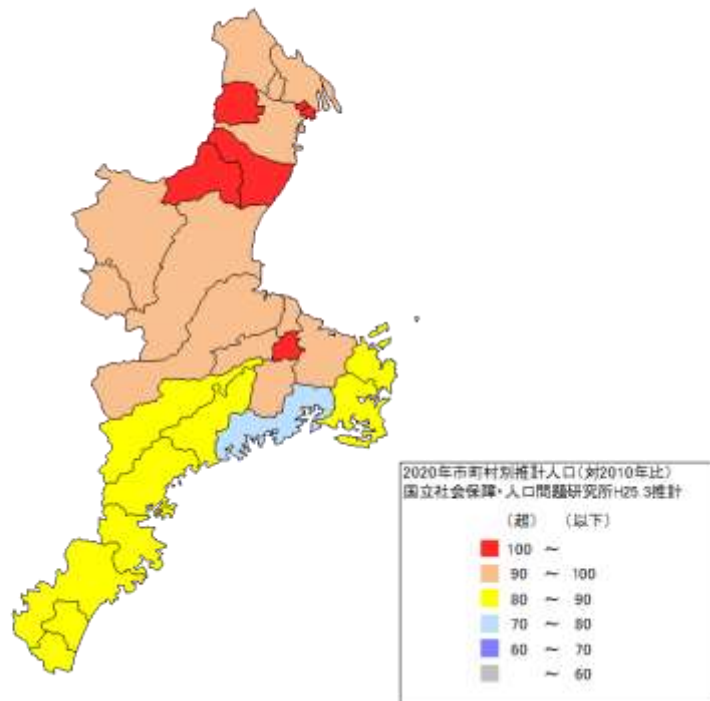 2020年市町村別推計人口(対2010年比)
国立社会保障・人口問題研究所H25.3推計
(超) (以下)
100 ～
90 ～ 100
80 ～ 90
70 ～ 80
60 ～ 70
～ 60